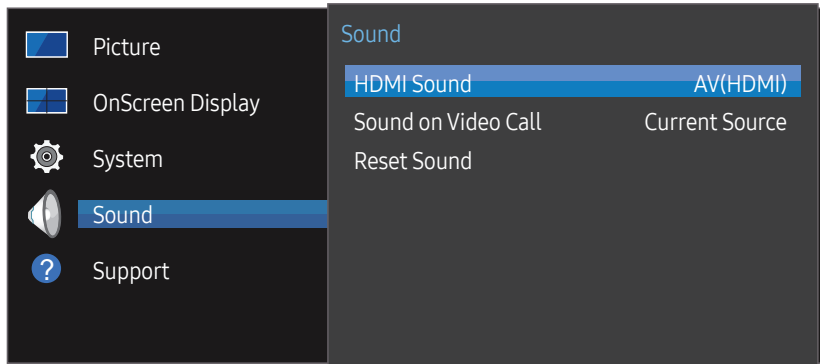 Picture
OnScreen Display
System
Sound
?
Support
Sound
HDMI Sound AV(HDMI)
Sound on Video Call Current Source
Reset Sound